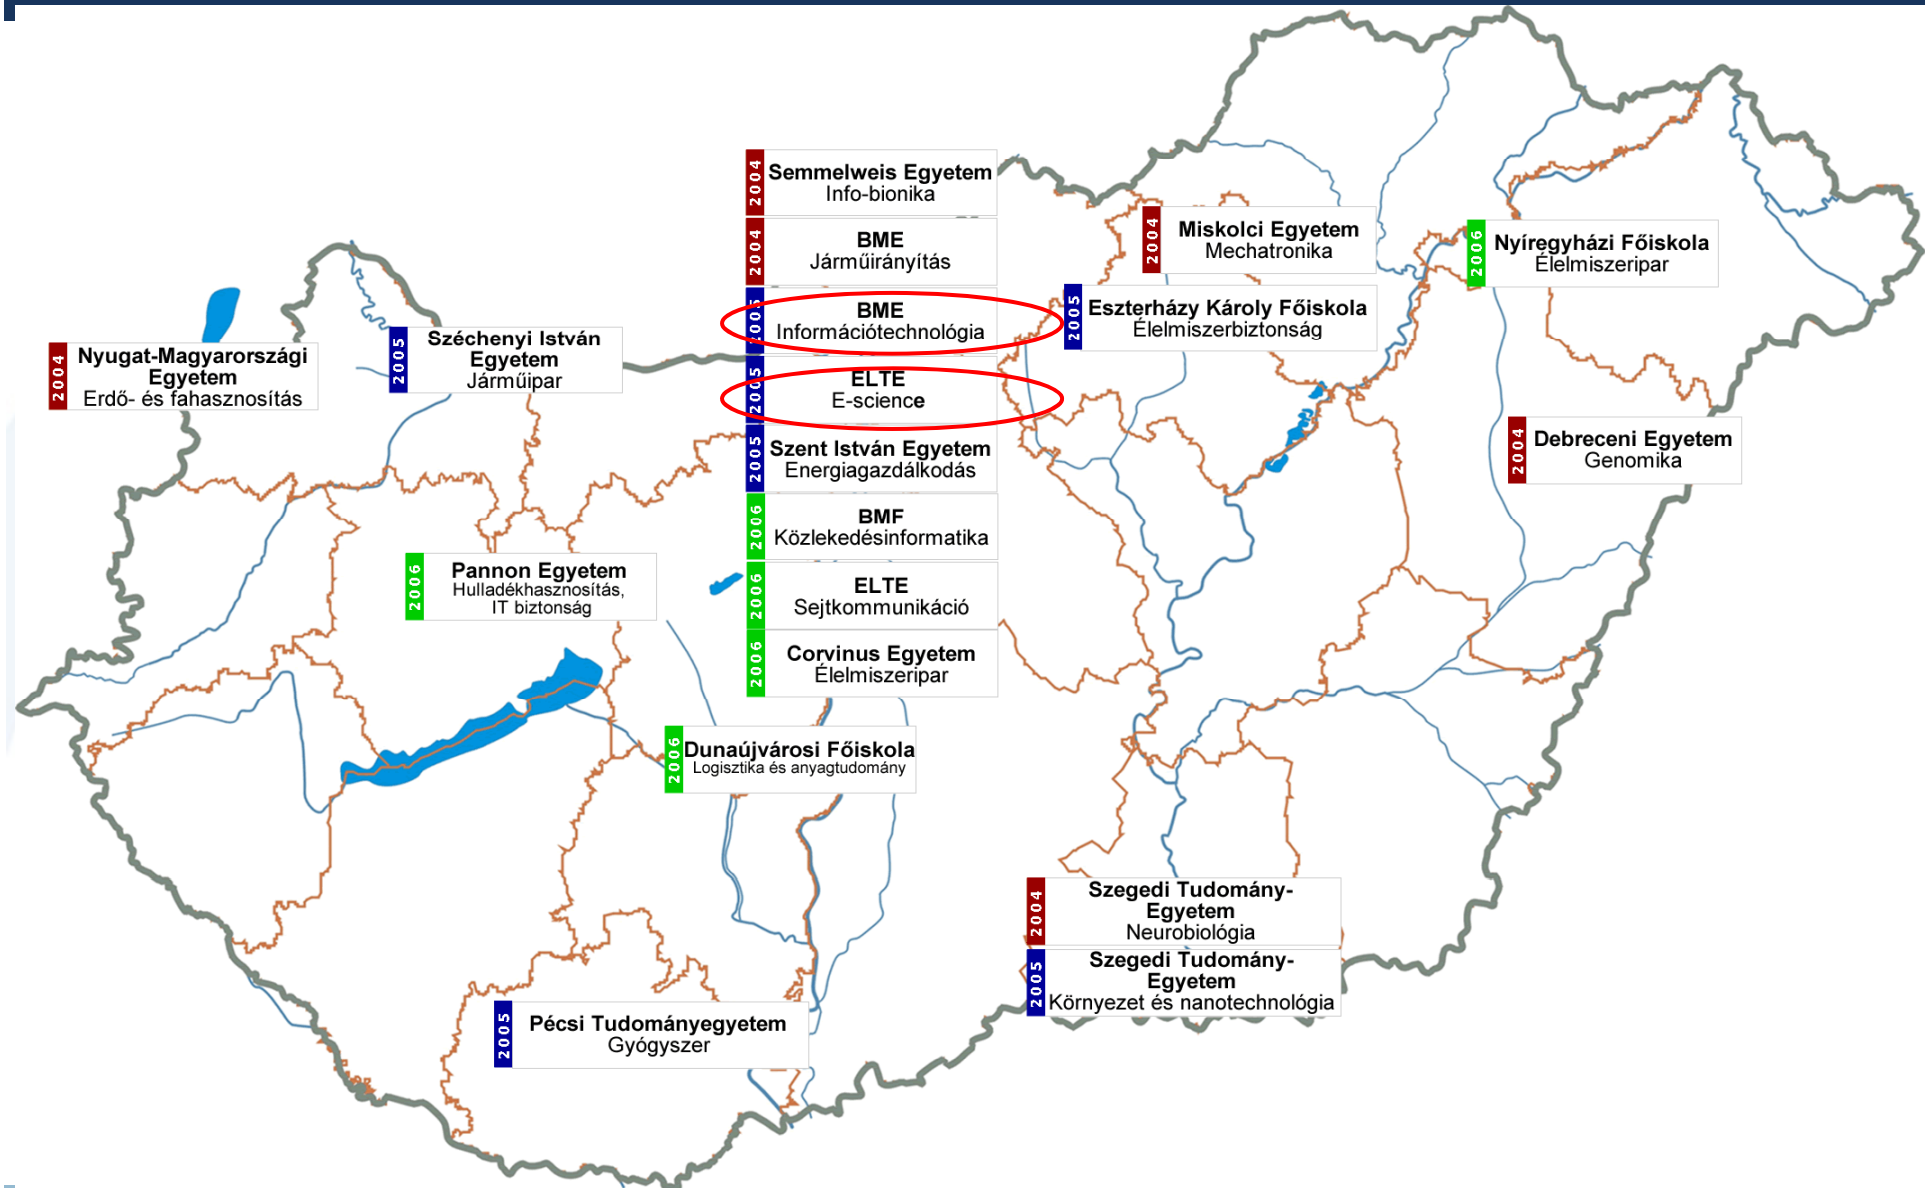 2004
Semmelweis Egyetem
Info-bionika
2004
BME
Járműirányítás
2005
BME
Információtechnológia
2005
ELTE
E-science
2005
Szent István Egyetem
Energiagazdálkodás
2006
BMF
Közlekedésinformatika
2006
ELTE
Sejtkommunikáció
2006
Corvinus Egyetem
Élelmiszeripar
2004
Miskolci Egyetem
Mechatronika
2006
Nyíregyházi Főiskola
Élelmiszeripar
2005
Eszterházy Károly Főiskola
Élelmiszerbiztonság
2004
Nyugat-Magyarországi
Egyetem
Erdő- és fahasznosítás
2005
Széchenyi István
Egyetem
Járműipar
2004
Debreceni Egyetem
Genomika
2006
Pannon Egyetem
Hulladékhasznosítás,
IT biztonság
2006
Dunaújvárosi Főiskola
Logisztika és anyagtudomány
2004
Szegedi Tudomány-
Egyetem
Neurobiológia
2005
Szegedi Tudomány-
Egyetem
Környezet és nanotechnológia
2005
Pécsi Tudományegyetem
Gyógyszer